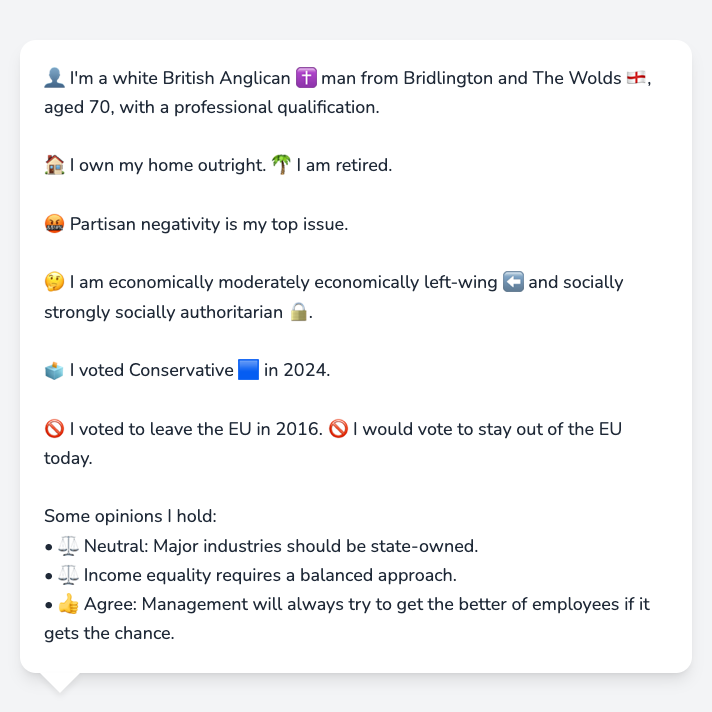 👤 I'm a white British Anglican ✝️ man from Bridlington and The Wolds 🏴󠁧󠁢󠁥󠁮󠁧󠁿,
aged 70, with a professional qualification.
🏠 I own my home outright. 🌴 I am retired.
🤬 Partisan negativity is my top issue.
🤔 I am economically moderately economically left-wing ⬅️ and socially
strongly socially authoritarian 🔒.
🗳️ I voted Conservative 🟦 in 2024.
🚫 I voted to leave the EU in 2016. 🚫 I would vote to stay out of the EU
today.
Some opinions I hold:
• ⚖️ Neutral: Major industries should be state-owned.
• ⚖️ Income equality requires a balanced approach.
• 👍 Agree: Management will always try to get the better of employees if it
gets the chance.